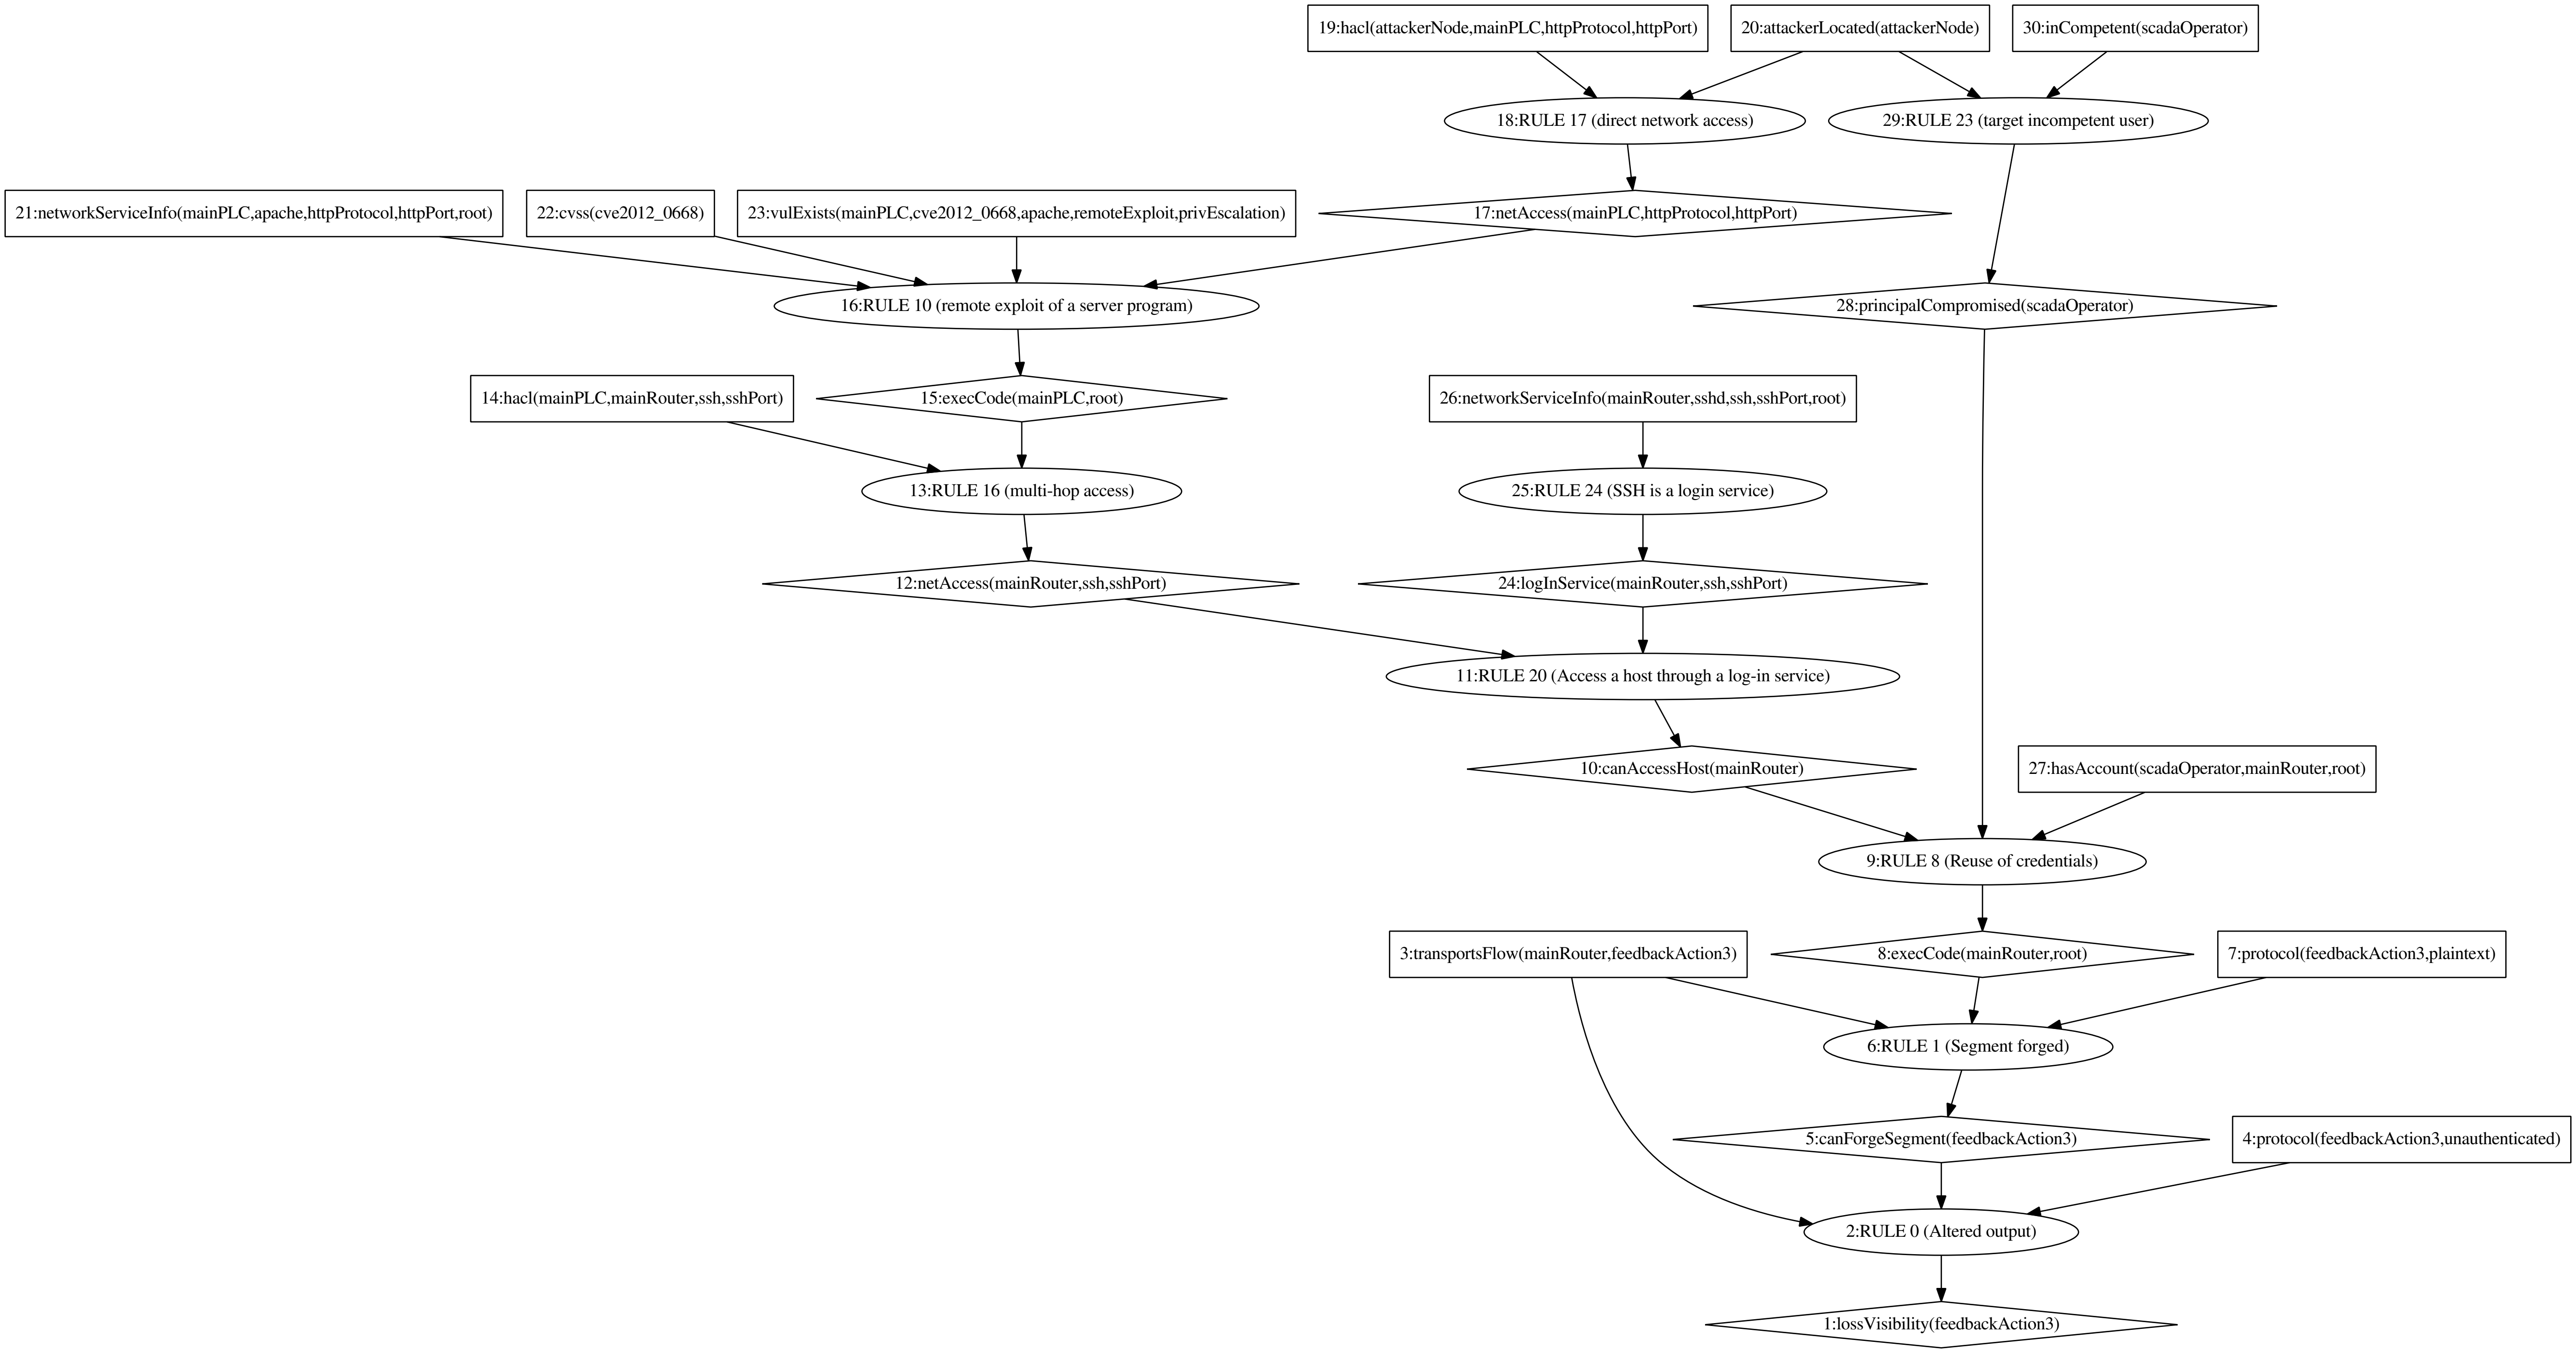 19:hacl(attackerNode,mainPLC,httpProtocol,httpPort)
20:attackerLocated(attackerNode)
30:inCompetent(scadaOperator)
18:RULE 17 (direct network access)
29:RULE 23 (target incompetent user)
21:networkServiceInfo(mainPLC,apache,httpProtocol,httpPort,root)
22:cvss(cve2012_0668)
23:vulExists(mainPLC,cve2012_0668,apache,remoteExploit,privEscalation)
17:netAccess(mainPLC,httpProtocol,httpPort)
16:RULE 10 (remote exploit of a server program)
28:principalCompromised(scadaOperator)
14:hacl(mainPLC,mainRouter,ssh,sshPort)
15:execCode(mainPLC,root)
26:networkServiceInfo(mainRouter,sshd,ssh,sshPort,root)
13:RULE 16 (multi-hop access)
25:RULE 24 (SSH is a login service)
12:netAccess(mainRouter,ssh,sshPort)
24:logInService(mainRouter,ssh,sshPort)
11:RULE 20 (Access a host through a log-in service)
10:canAccessHost(mainRouter)
27:hasAccount(scadaOperator,mainRouter,root)
9:RULE 8 (Reuse of credentials)
3:transportsFlow(mainRouter,feedbackAction3)
8:execCode(mainRouter,root)
7:protocol(feedbackAction3,plaintext)
6:RULE 1 (Segment forged)
5:canForgeSegment(feedbackAction3)
4:protocol(feedbackAction3,unauthenticated)
2:RULE 0 (Altered output)
1:lossVisibility(feedbackAction3)